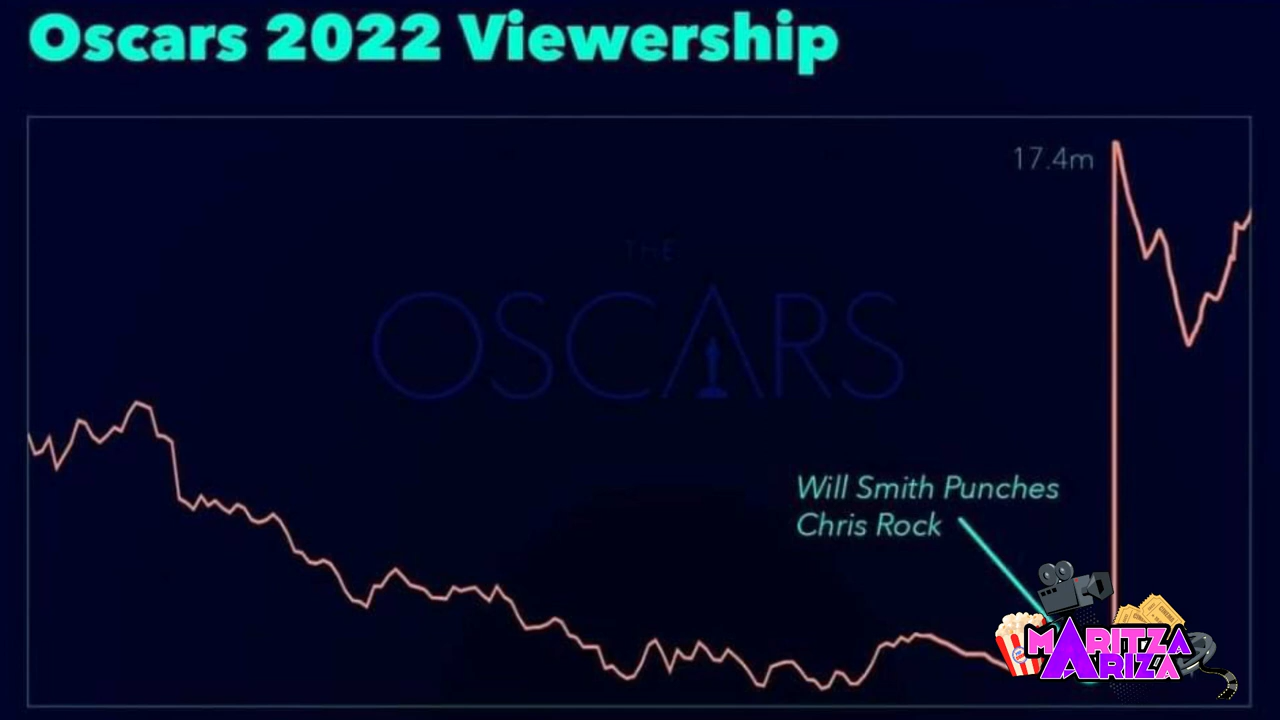 Oscars 2022 Viewership
17.4m
THE
OSCARS
Will Smith Punches
Chris Rock
MARITZA
ARIZA